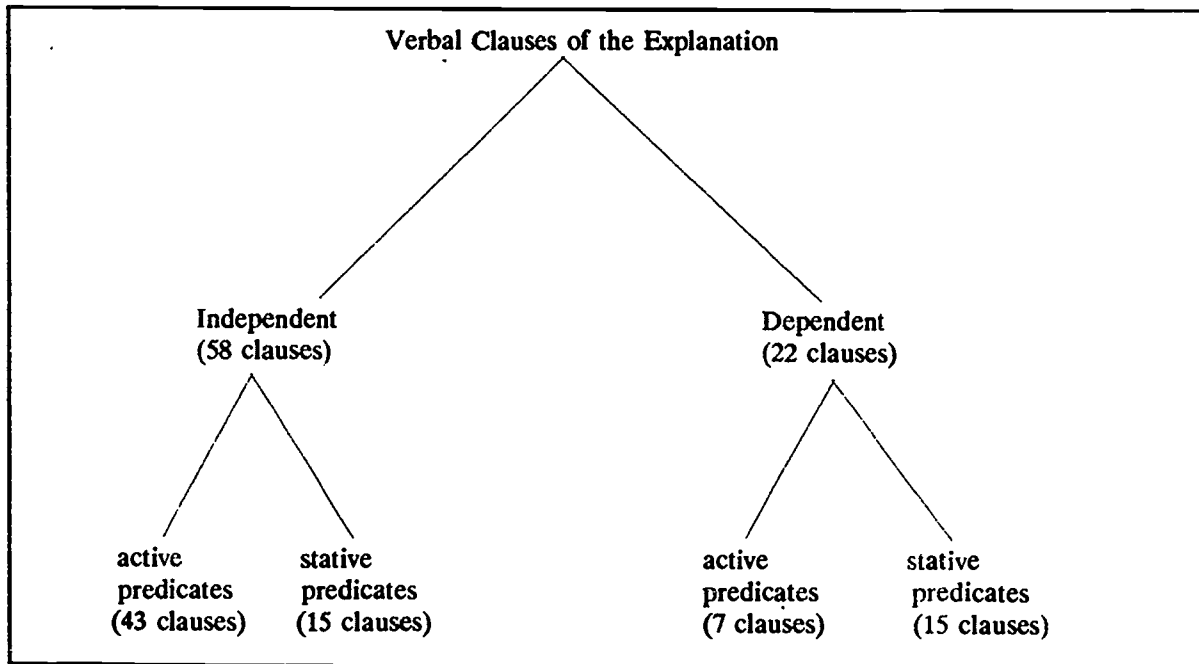 Verbal Clauses of the Explanation
Independent
(58 clauses)
Dependent
(22 clauses)
active
predicates
(43 clauses)
stative
predicates
(15 clauses)
active
predicates
(7 clauses)
stative
predicates
(15 clauses)